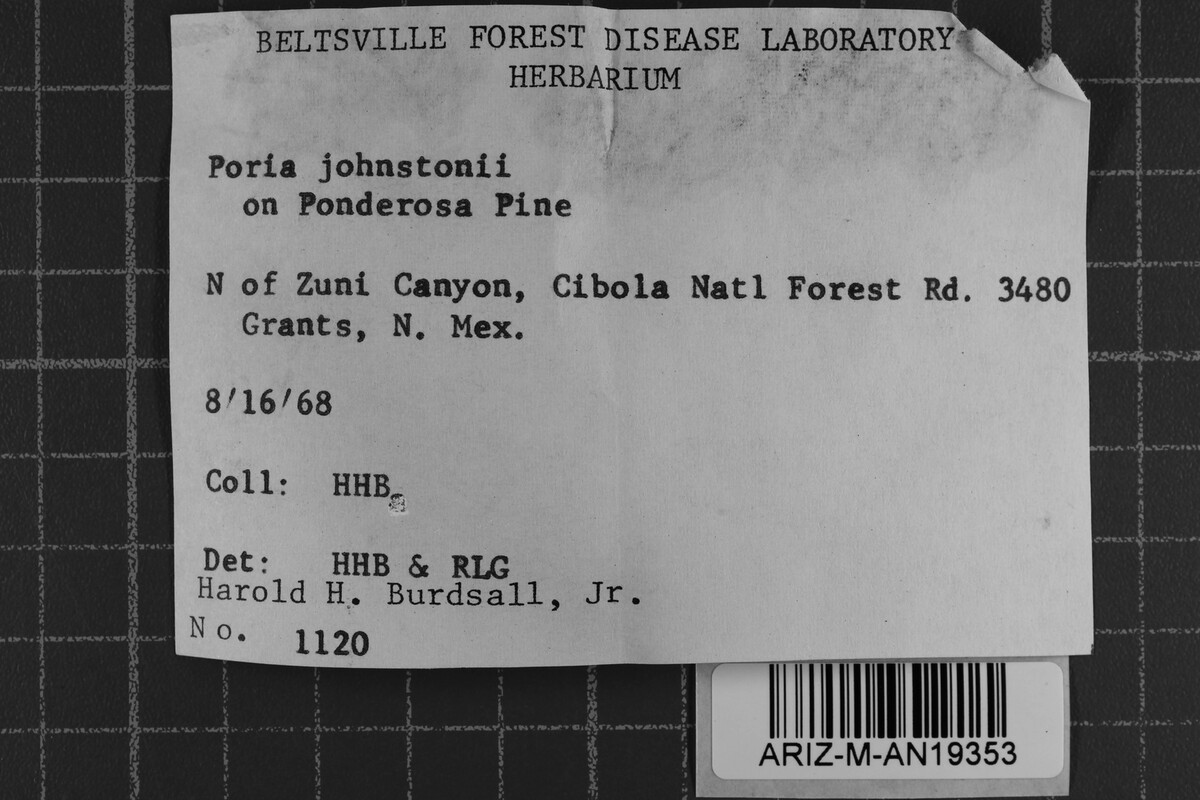 BELTSVILLE FOREST DISEASE LABORATORY
HERBARIUM
Poria johnstonii
on Ponderosa Pine
N of Zuni Canyon, Cibola Natl Forest Rd. 3480
Grants, N. Mex.
8/16/68
Coll: HHB
Det: HHB & RLG
Harold H. Burdsall, Jr.
No. 1120
ARIZ-M-AN19353